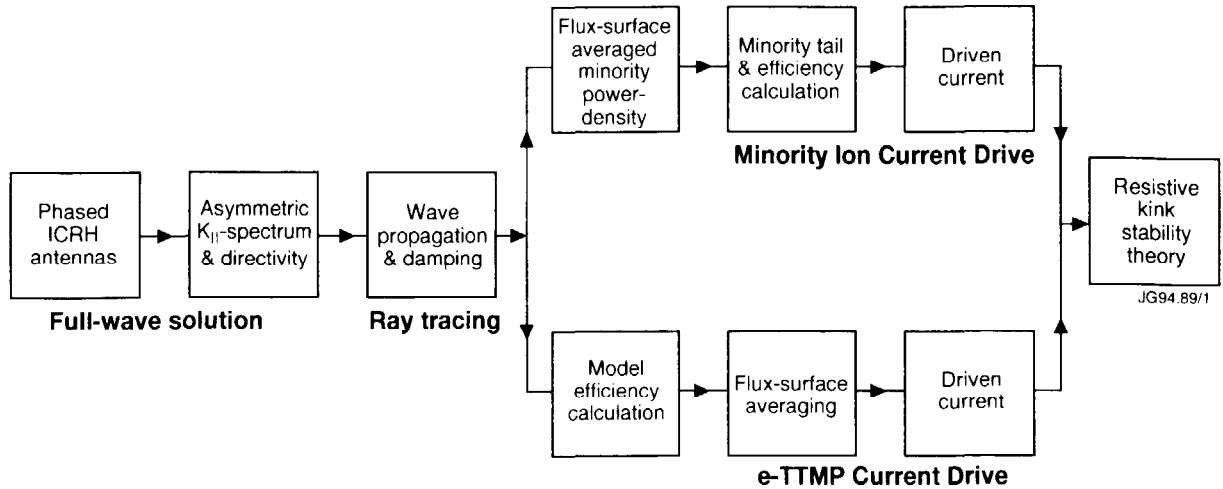 Phased
ICRH
antennas
Asymmetric
K||-spectrum
& directivity
Full-wave solution
Wave
propagation
& damping
Ray tracing
Flux-surface
averaged
minority
power-
density
Minority tail
& efficiency
calculation
Driven
current
Minority Ion Current Drive
Model
efficiency
calculation
Flux-surface
averaging
Driven
current
e-TTMP Current Drive
Resistive
kink
stability
theory
JG94.89/1